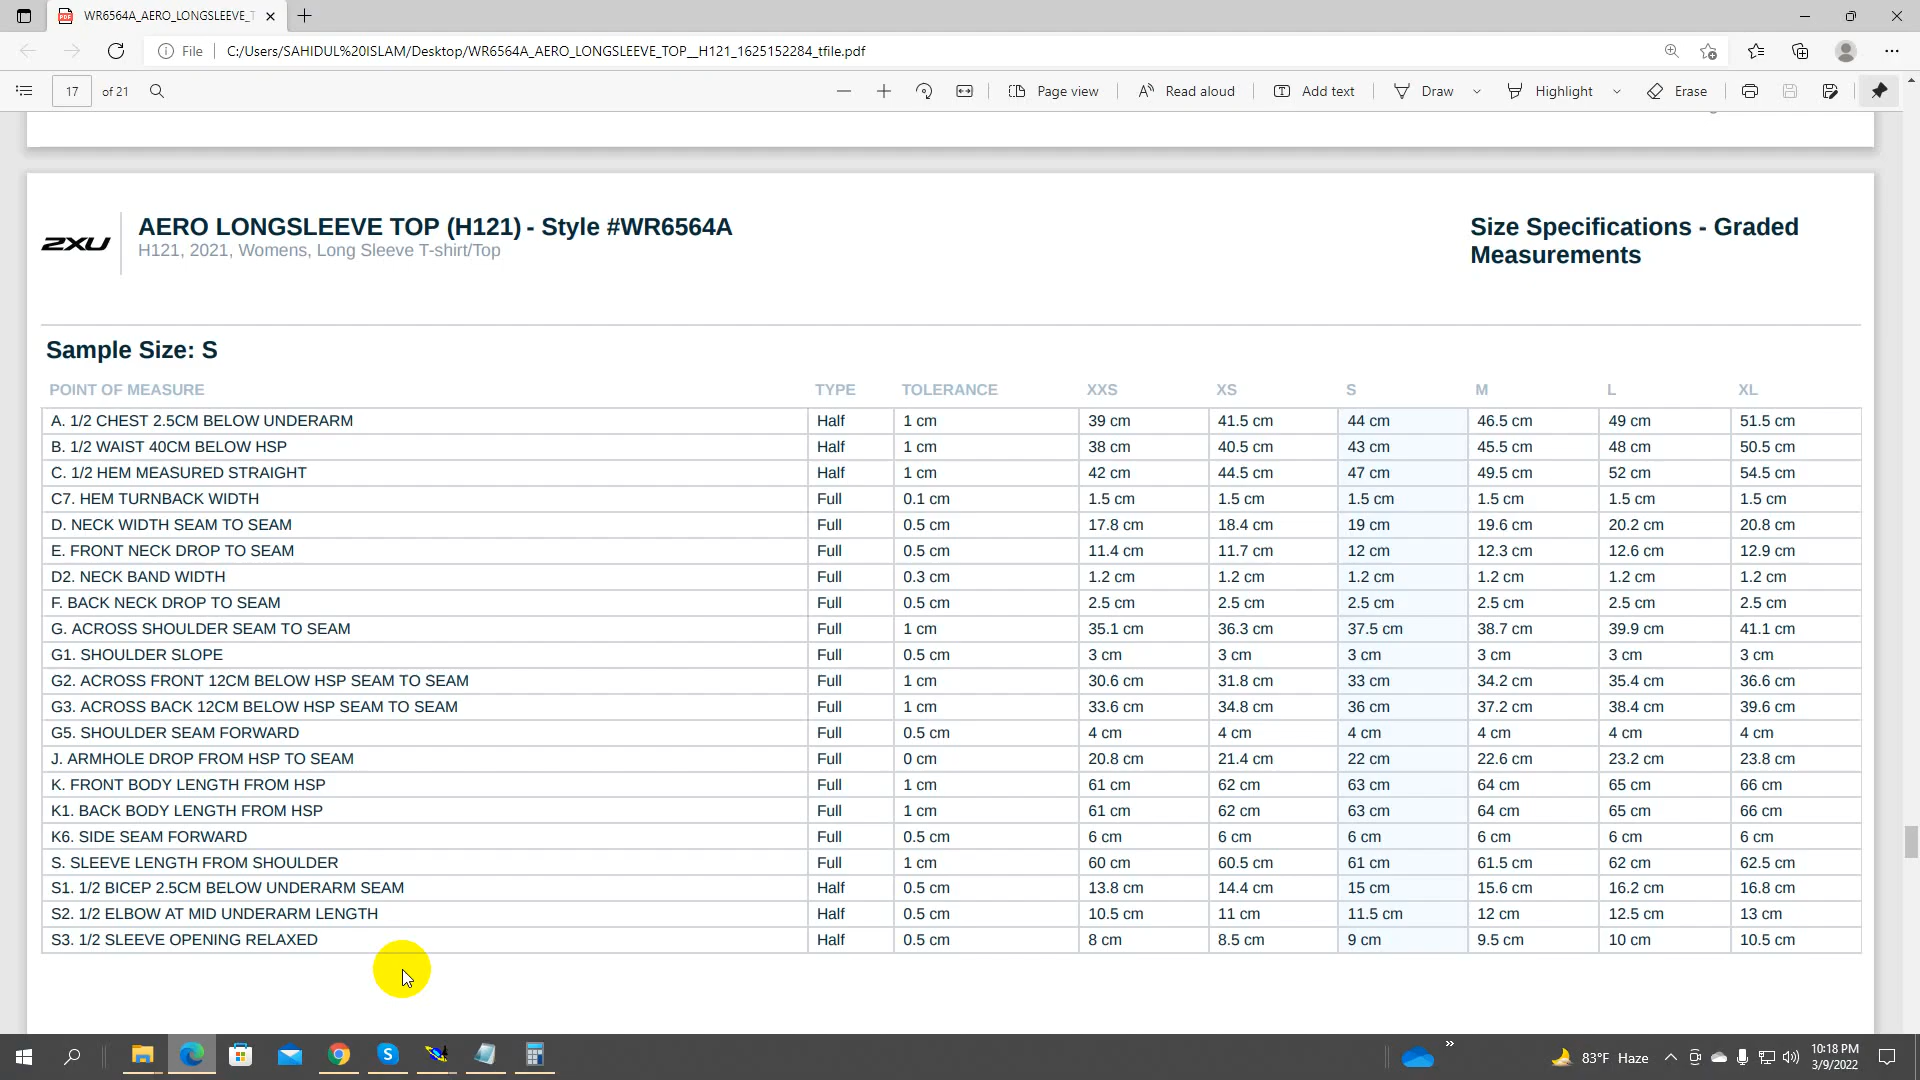 WR6564A_AERO_LONGSLEEVE_T
File
C:/Users/SAHIDUL%20ISLAM/Desktop/WR6564A_AERO_LONGSLEEVE_TOP__H121_1625152284_tfile.pdf
17 of 21
Page view
Read aloud
Add text
Draw
Highlight
Erase
2XU
AERO LONGSLEEVE TOP (H121) - Style #WR6564A
H121, 2021, Womens, Long Sleeve T-shirt/Top
Size Specifications - Graded
Measurements
Sample Size: S
POINT OF MEASURE TYPE TOLERANCE XXS XS S M L XL
A. 1/2 CHEST 2.5CM BELOW UNDERARM Half 1 cm 39 cm 41.5 cm 44 cm 46.5 cm 49 cm 51.5 cm
B. 1/2 WAIST 40CM BELOW HSP Half 1 cm 38 cm 40.5 cm 43 cm 45.5 cm 48 cm 50.5 cm
C. 1/2 HEM MEASURED STRAIGHT Half 1 cm 42 cm 44.5 cm 47 cm 49.5 cm 52 cm 54.5 cm
C7. HEM TURNBACK WIDTH Full 0.1 cm 1.5 cm 1.5 cm 1.5 cm 1.5 cm 1.5 cm 1.5 cm
D. NECK WIDTH SEAM TO SEAM Full 0.5 cm 17.8 cm 18.4 cm 19 cm 19.6 cm 20.2 cm 20.8 cm
E. FRONT NECK DROP TO SEAM Full 0.5 cm 11.4 cm 11.7 cm 12 cm 12.3 cm 12.6 cm 12.9 cm
D2. NECK BAND WIDTH Full 0.3 cm 1.2 cm 1.2 cm 1.2 cm 1.2 cm 1.2 cm 1.2 cm
F. BACK NECK DROP TO SEAM Full 0.5 cm 2.5 cm 2.5 cm 2.5 cm 2.5 cm 2.5 cm 2.5 cm
G. ACROSS SHOULDER SEAM TO SEAM Full 1 cm 35.1 cm 36.3 cm 37.5 cm 38.7 cm 39.9 cm 41.1 cm
G1. SHOULDER SLOPE Full 0.5 cm 3 cm 3 cm 3 cm 3 cm 3 cm 3 cm
G2. ACROSS FRONT 12CM BELOW HSP SEAM TO SEAM Full 1 cm 30.6 cm 31.8 cm 33 cm 34.2 cm 35.4 cm 36.6 cm
G3. ACROSS BACK 12CM BELOW HSP SEAM TO SEAM Full 1 cm 33.6 cm 34.8 cm 36 cm 37.2 cm 38.4 cm 39.6 cm
G5. SHOULDER SEAM FORWARD Full 0.5 cm 4 cm 4 cm 4 cm 4 cm 4 cm 4 cm
J. ARMHOLE DROP FROM HSP TO SEAM Full 0 cm 20.8 cm 21.4 cm 22 cm 22.6 cm 23.2 cm 23.8 cm
K. FRONT BODY LENGTH FROM HSP Full 1 cm 61 cm 62 cm 63 cm 64 cm 65 cm 66 cm
K1. BACK BODY LENGTH FROM HSP Full 1 cm 61 cm 62 cm 63 cm 64 cm 65 cm 66 cm
K6. SIDE SEAM FORWARD Full 0.5 cm 6 cm 6 cm 6 cm 6 cm 6 cm 6 cm
S. SLEEVE LENGTH FROM SHOULDER Full 1 cm 60 cm 60.5 cm 61 cm 61.5 cm 62 cm 62.5 cm
S1. 1/2 BICEP 2.5CM BELOW UNDERARM SEAM Half 0.5 cm 13.8 cm 14.4 cm 15 cm 15.6 cm 16.2 cm 16.8 cm
S2. 1/2 ELBOW AT MID UNDERARM LENGTH Half 0.5 cm 10.5 cm 11 cm 11.5 cm 12 cm 12.5 cm 13 cm
S3. 1/2 SLEEVE OPENING RELAXED Half 0.5 cm 8 cm 8.5 cm 9 cm 9.5 cm 10 cm 10.5 cm
83°F Haze
10:18 PM
3/9/2022